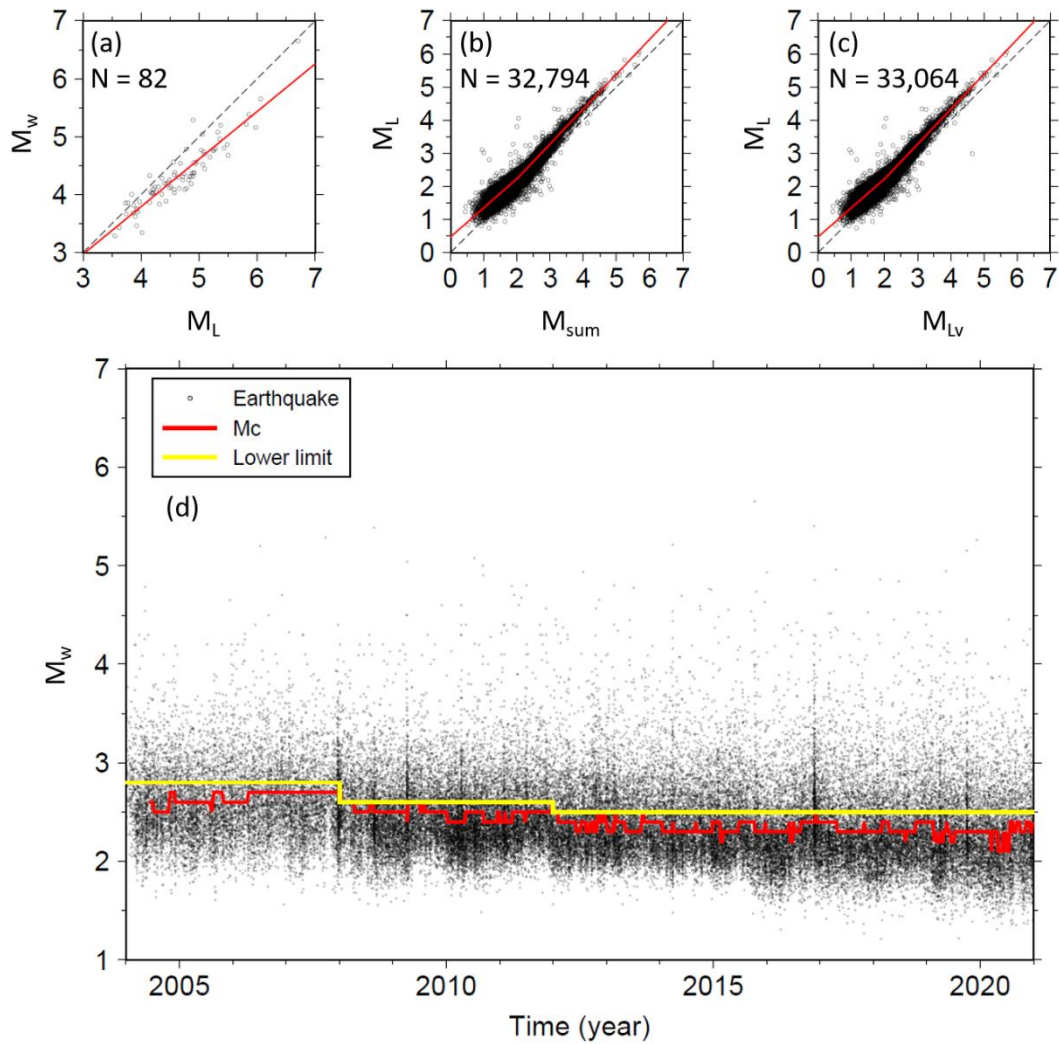 (a)
N = 82
7
6
5
4
3
Mw
3 4 5 6 7
ML
(b)
N = 32,794
7
6
5
4
3
2
1
0
ML
0 1 2 3 4 5 6 7
Msum
(c)
N = 33,064
7
6
5
4
3
2
1
0
ML
0 1 2 3 4 5 6 7
MLv
7
6
5
4
3
2
1
Mw
Earthquake
Mc
Lower limit
(d)
2005 2010 2015 2020
Time (year)